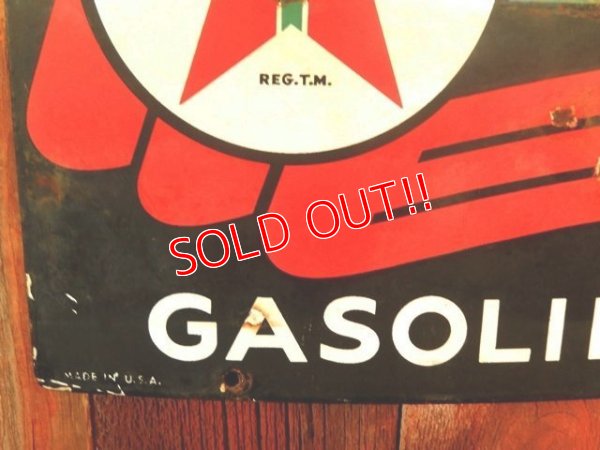 REG.T.M.
SOLD OUT!!
GASOLI
MADE IN U.S.A.